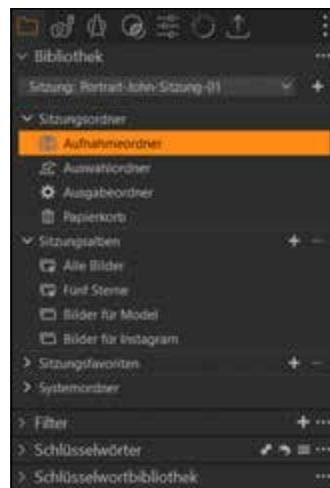 Bibliothek
Sitzung: Portrait-John-Sitzung-01
Sitzungsordner
Aufnahmeordner
Auswahlordner
Ausgabeordner
Papierkorb
Sitzungsalben
Alle Bilder
Fünf Sterne
Bilder für Model
Bilder für Instagram
Sitzungsfavoriten
Systemordner
Filter
Schlüsselwörter
Schlüsselwortbibliothek